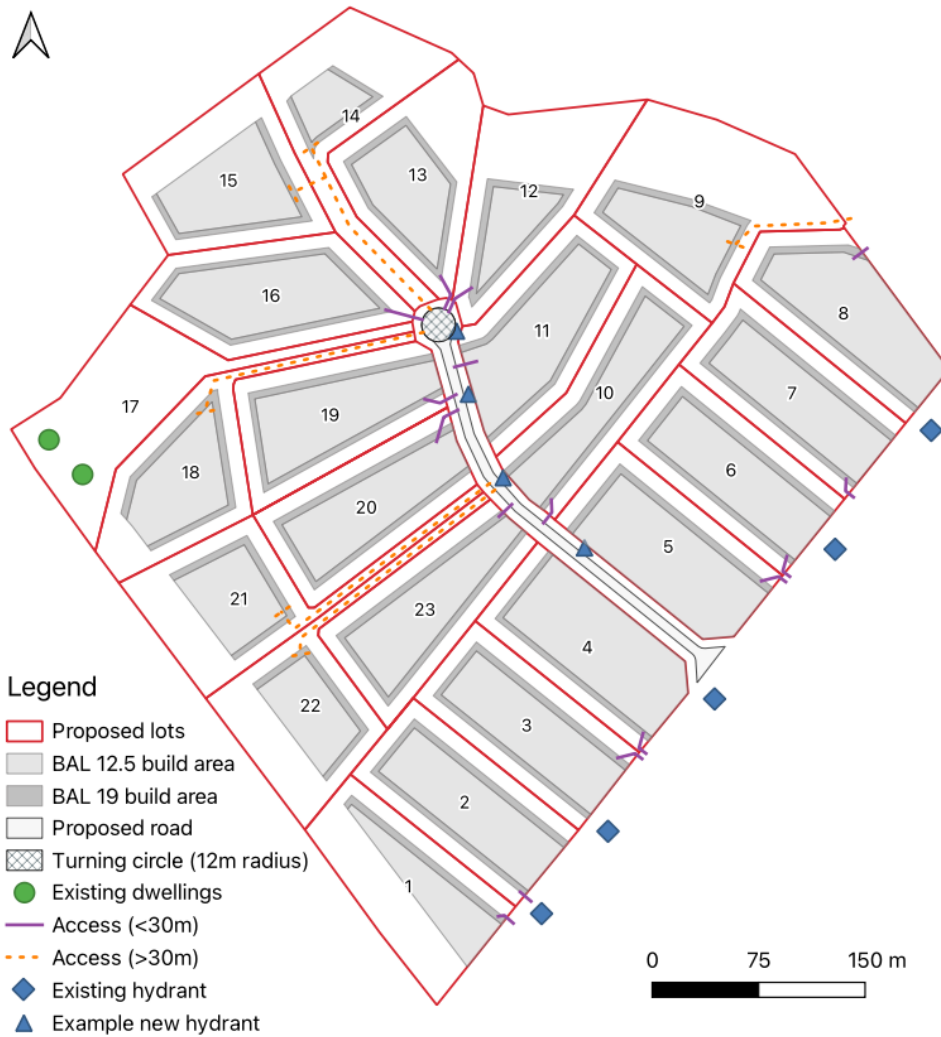 14
13
15
12
9
16
8
11
7
10
17
19
6
18
20
5
21
23
4
22
3
2
1
Legend
Proposed lots
BAL 12.5 build area
BAL 19 build area
Proposed road
Turning circle (12m radius)
Existing dwellings
Access (<30m)
Access (>30m)
Existing hydrant
Example new hydrant
0 75 150 m